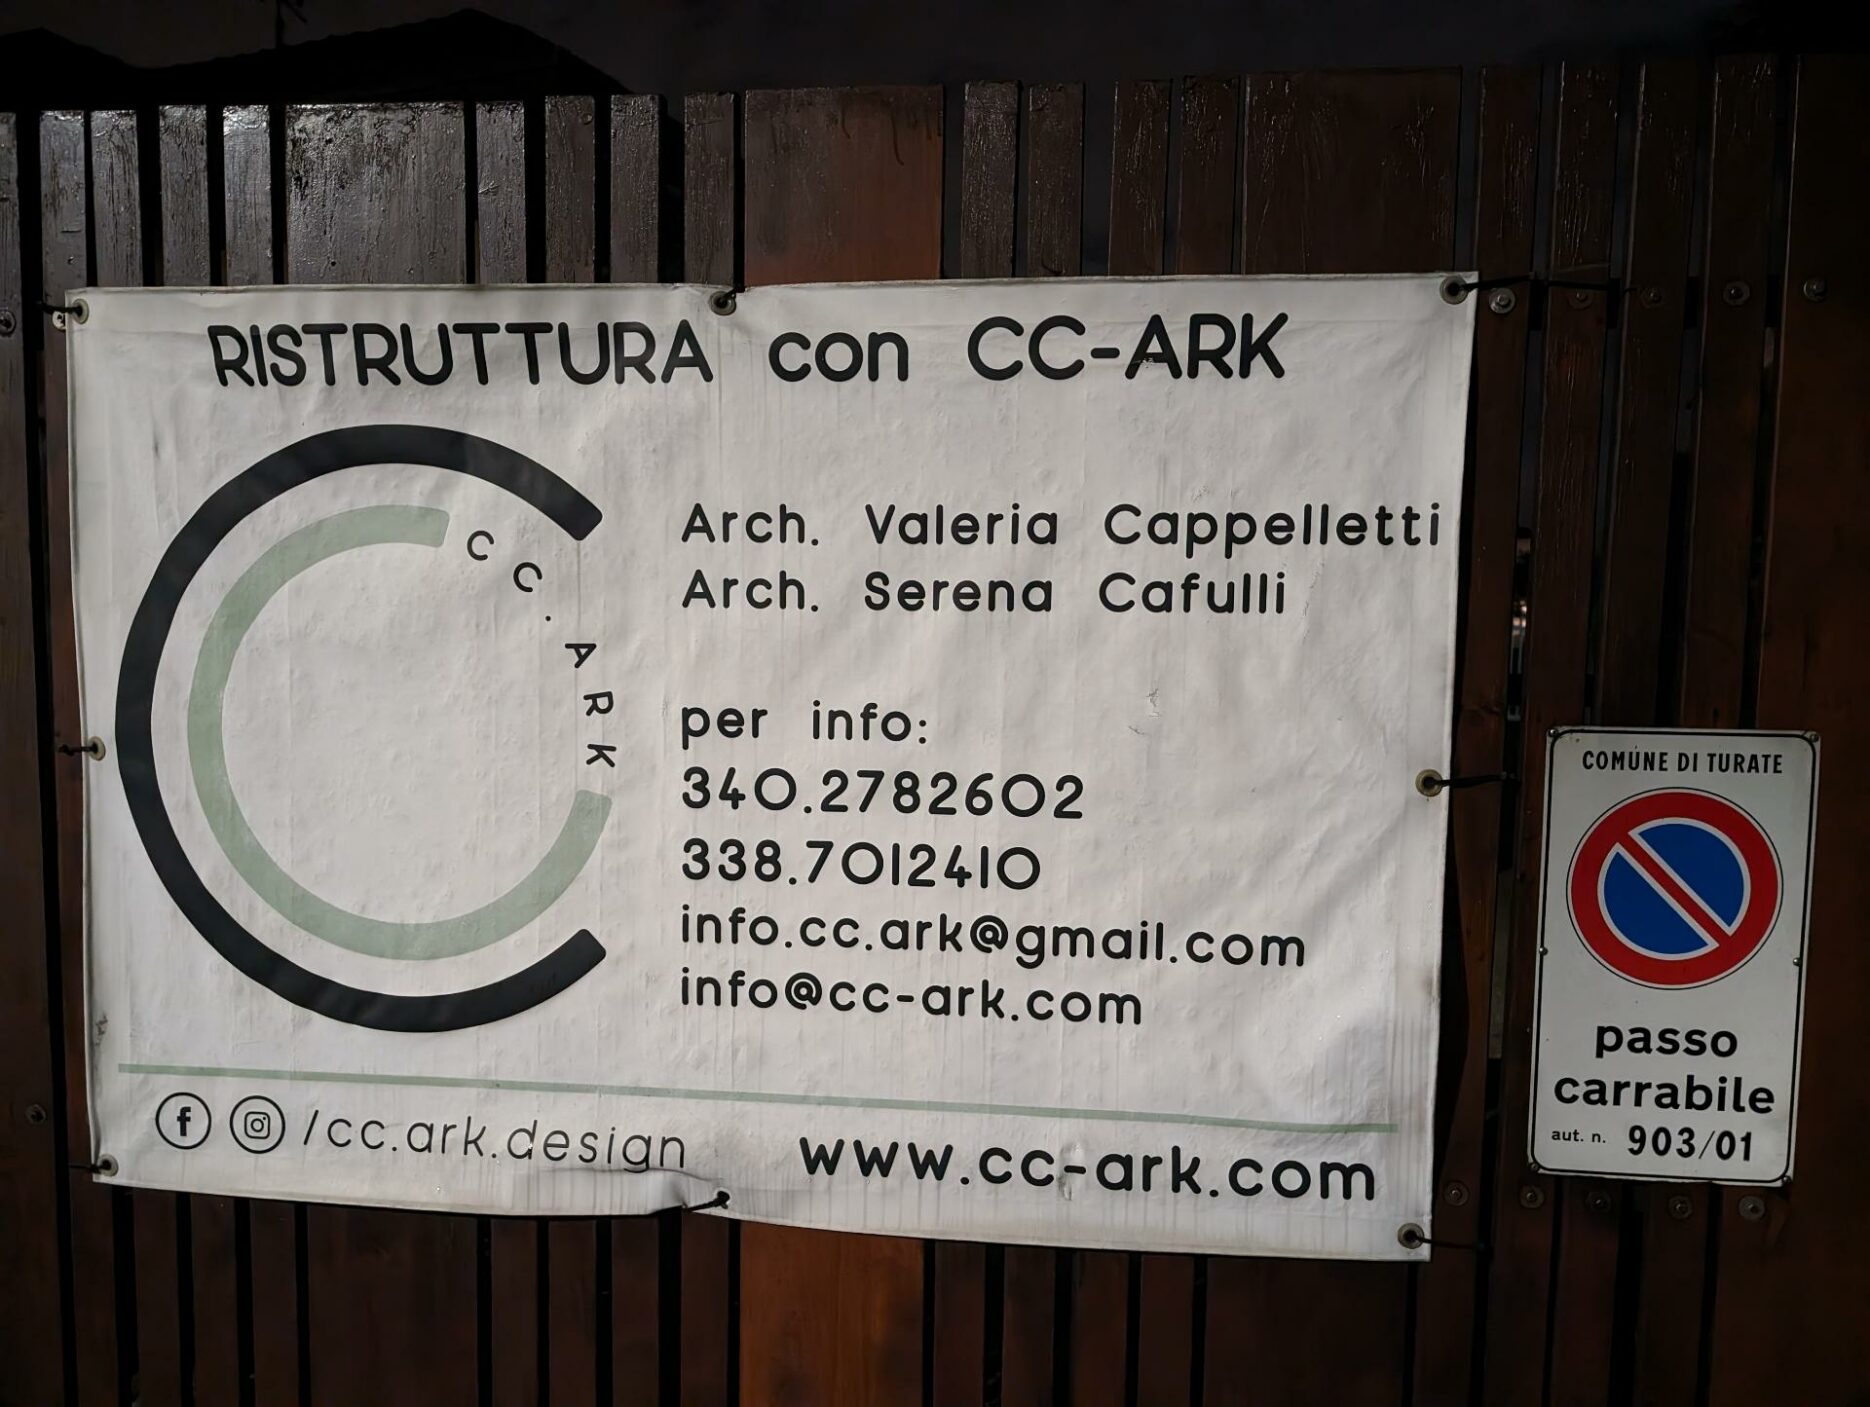 RISTRUTTURA con CC-ARK
CC.ARK
Arch. Valeria Cappelletti
Arch. Serena Cafulli
per info:
340.2782602
338.7012410
info.cc.ark@gmail.com
info@cc-ark.com
f /cc.ark.design
www.cc-ark.com
COMUNE DI TURATE
passo
carrabile
aut. n. 903/01